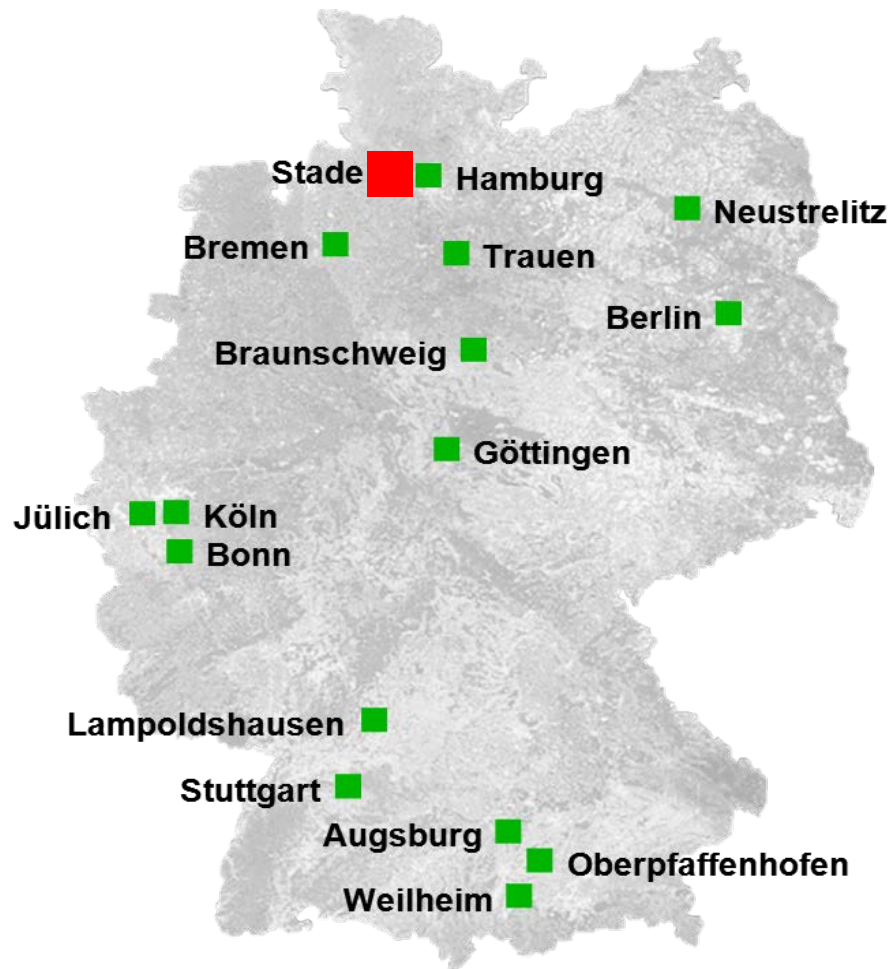 Stade
Hamburg
Neustrelitz
Bremen
Trauen
Berlin
Braunschweig
Göttingen
Jülich
Köln
Bonn
Lampoldshausen
Stuttgart
Augsburg
Oberpfaffenhofen
Weilheim